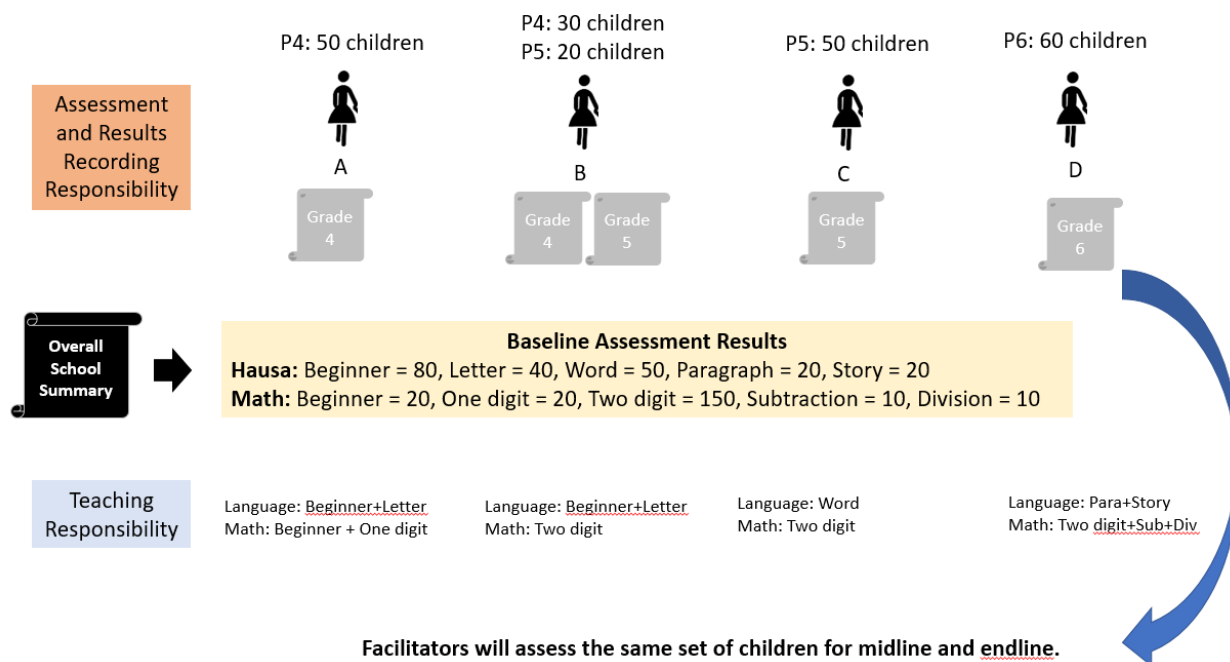 P4: 50 children
P4: 30 children
P5: 20 children
P5: 50 children
P6: 60 children
Assessment
and Results
Recording
Responsibility
A
B
C
D
Grade
4
Grade
4
Grade
5
Grade
5
Grade
6
Overall
School
Summary
Baseline Assessment Results
Hausa: Beginner = 80, Letter = 40, Word = 50, Paragraph = 20, Story = 20
Math: Beginner = 20, One digit = 20, Two digit = 150, Subtraction = 10, Division = 10
Teaching
Responsibility
Language: Beginner+Letter
Math: Beginner + One digit
Language: Beginner+Letter
Math: Two digit
Language: Word
Math: Two digit
Language: Para+Story
Math: Two digit+Sub+Div
Facilitators will assess the same set of children for midline and endline.